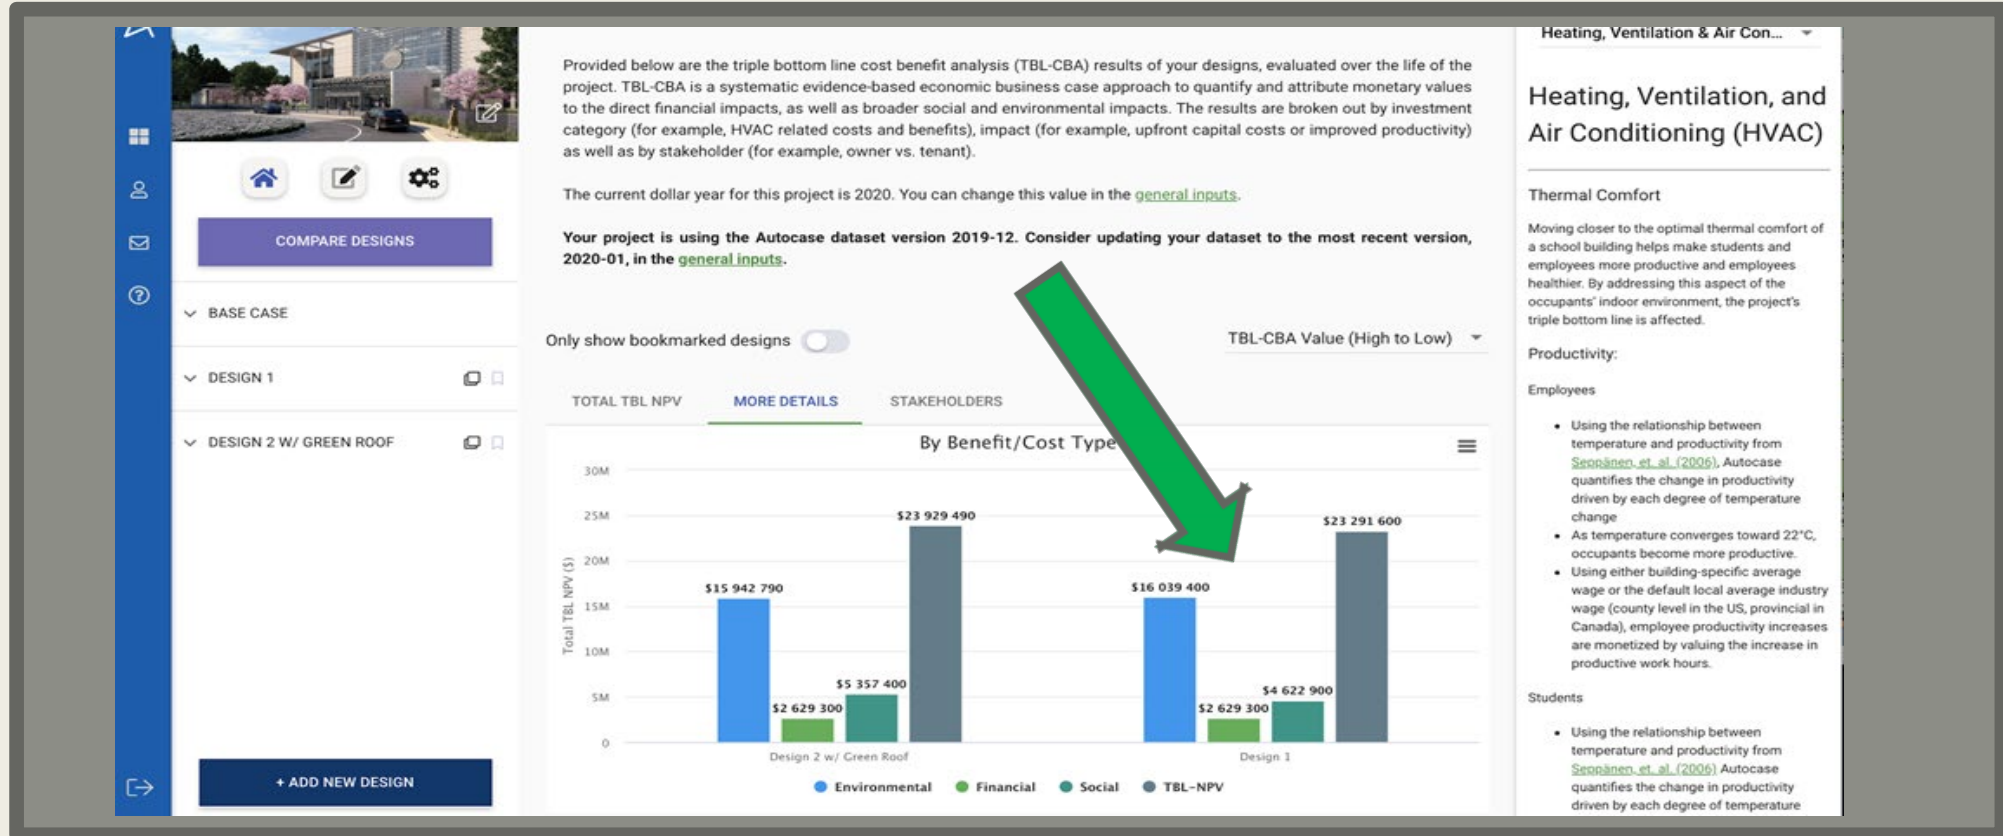 COMPARE DESIGNS
BASE CASE
DESIGN 1
DESIGN 2 W/ GREEN ROOF
+ ADD NEW DESIGN
Provided below are the triple bottom line cost benefit analysis (TBL-CBA) results of your designs, evaluated over the life of the
project. TBL-CBA is a systematic evidence-based economic business case approach to quantify and attribute monetary values
to the direct financial impacts, as well as broader social and environmental impacts. The results are broken out by investment
category (for example, HVAC related costs and benefits), impact (for example, upfront capital costs or improved productivity)
as well as by stakeholder (for example, owner vs. tenant).
The current dollar year for this project is 2020. You can change this value in the general inputs.
Your project is using the Autocase dataset version 2019-12. Consider updating your dataset to the most recent version,
2020-01, in the general inputs.
Only show bookmarked designs
TBL-CBA Value (High to Low)
TOTAL TBL NPV MORE DETAILS STAKEHOLDERS
By Benefit/Cost Type
Total TBL NPV ($)
30M
25M
20M
15M
10M
5M
0
$15 942 790
$2 629 300
$5 357 400
$23 929 490
$16 039 400
$2 629 300
$4 622 900
$23 291 600
Design 2 w/ Green Roof
Design 1
Environmental Financial Social TBL-NPV
Heating, Ventilation & Air Con...
Heating, Ventilation, and
Air Conditioning (HVAC)
Thermal Comfort
Moving closer to the optimal thermal comfort of
a school building helps make students and
employees more productive and employees
healthier. By addressing this aspect of the
occupants' indoor environment, the project's
triple bottom line is affected.
Productivity:
Employees
• Using the relationship between
temperature and productivity from
Seppänen, et. al. (2006), Autocase
quantifies the change in productivity
driven by each degree of temperature
change
• As temperature converges toward 22°C,
occupants become more productive.
• Using either building-specific average
wage or the default local average industry
wage (county level in the US, provincial in
Canada), employee productivity increases
are monetized by valuing the increase in
productive work hours.
Students
• Using the relationship between
temperature and productivity from
Seppänen, et. al. (2006) Autocase
quantifies the change in productivity
driven by each degree of temperature